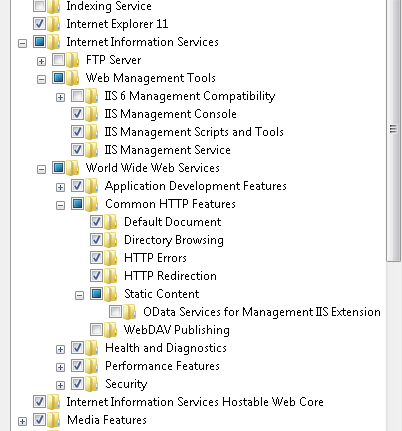 Indexing Service
Internet Explorer 11
Internet Information Services
FTP Server
Web Management Tools
IIS 6 Management Compatibility
IIS Management Console
IIS Management Scripts and Tools
IIS Management Service
World Wide Web Services
Application Development Features
Common HTTP Features
Default Document
Directory Browsing
HTTP Errors
HTTP Redirection
Static Content
OData Services for Management IIS Extension
WebDAV Publishing
Health and Diagnostics
Performance Features
Security
Internet Information Services Hostable Web Core
Media Features